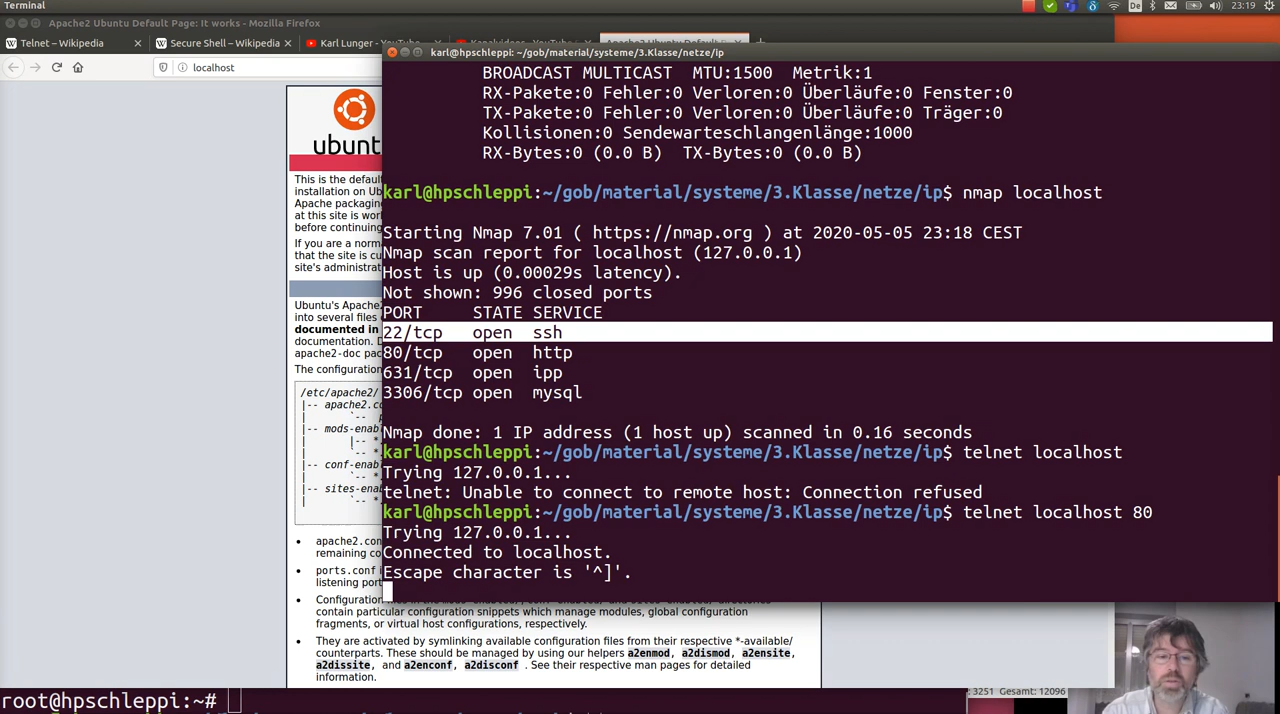 Terminal
De
23:19
Apache2 Ubuntu Default Page: It works - Mozilla Firefox
Telnet – Wikipedia
Secure Shell – Wikipedia
Karl Lunger - YouTube
Apache2 Ubuntu Default
localhost
karl@hpschleppi: ~/gob/material/systeme/3.Klasse/netze/ip
BROADCAST MULTICAST  MTU:1500  Metrik:1
RX-Pakete:0 Fehler:0 Verloren:0 Überläufe:0 Fenster:0
TX-Pakete:0 Fehler:0 Verloren:0 Überläufe:0 Träger:0
Kollisionen:0 Sendewarteschlangenlänge:1000
RX-Bytes:0 (0.0 B)  TX-Bytes:0 (0.0 B)
karl@hpschleppi:~/gob/material/systeme/3.Klasse/netze/ip$ nmap localhost
Starting Nmap 7.01 ( https://nmap.org ) at 2020-05-05 23:18 CEST
Nmap scan report for localhost (127.0.0.1)
Host is up (0.00029s latency).
Not shown: 996 closed ports
PORT     STATE SERVICE
22/tcp   open  ssh
80/tcp   open  http
631/tcp  open  ipp
3306/tcp open  mysql
Nmap done: 1 IP address (1 host up) scanned in 0.16 seconds
karl@hpschleppi:~/gob/material/systeme/3.Klasse/netze/ip$ telnet localhost
Trying 127.0.0.1...
telnet: Unable to connect to remote host: Connection refused
karl@hpschleppi:~/gob/material/systeme/3.Klasse/netze/ip$ telnet localhost 80
Trying 127.0.0.1...
Connected to localhost.
Escape character is '^]'.
ubunt
This is the defau
installation on Ub
Apache packaging
at this site is work
before continuing
If you are a norma
that the site is cu
site's administrat
Ubuntu's Apache
into several files
documented in
documentation. D
apache2-doc pac
The configuration
/etc/apache2/
|-- apache2.co
|       `--  p
|-- mods-enab
|       |-- *
|       `-- *
|-- conf-enab
|       `-- *
|-- sites-ena
|       `-- *
apache2.con
remaining co
ports.conf i
listening port
Configuration
contain particular configuration snippets which manage modules, global configuration
fragments, or virtual host configurations, respectively.
They are activated by symlinking available configuration files from their respective *-available/
counterparts. These should be managed by using our helpers a2enmod, a2dismod, a2ensite,
a2dissite, and a2enconf, a2disconf . See their respective man pages for detailed
information.
: 3251  Gesamt: 12096
root@hpschleppi:~#